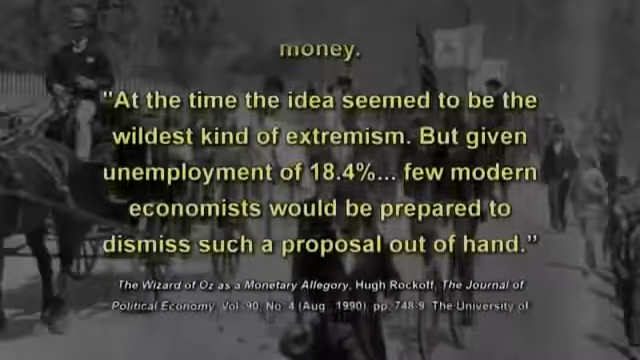 money.
"At the time the idea seemed to be the
wildest kind of extremism. But given
unemployment of 18.4%... few modern
economists would be prepared to
dismiss such a proposal out of hand.”
The Wizard of Oz as a Monetary Allegory, Hugh Rockoff, The Journal of
Political Economy, Vol. 90, No. 4 (Aug., 1990), pp. 748-9. The University of